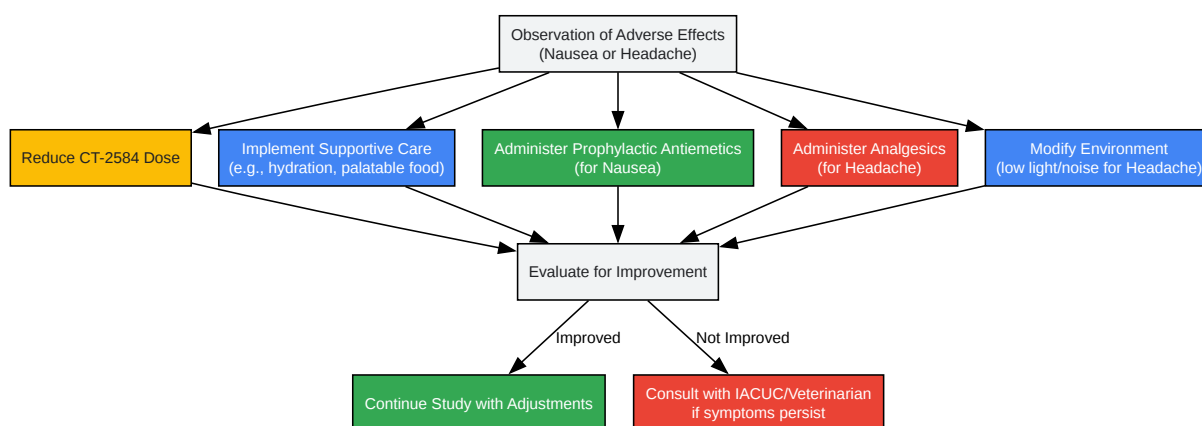 Observation of Adverse Effects
(Nausea or Headache)
Reduce CT-2584 Dose
Implement Supportive Care
(e.g., hydration, palatable food)
Administer Prophylactic Antiemetics
(for Nausea)
Administer Analgesics
(for Headache)
Modify Environment
(low light/noise for Headache)
Evaluate for Improvement
Improved
Not Improved
Continue Study with Adjustments
Consult with IACUC/Veterinarian
if symptoms persist